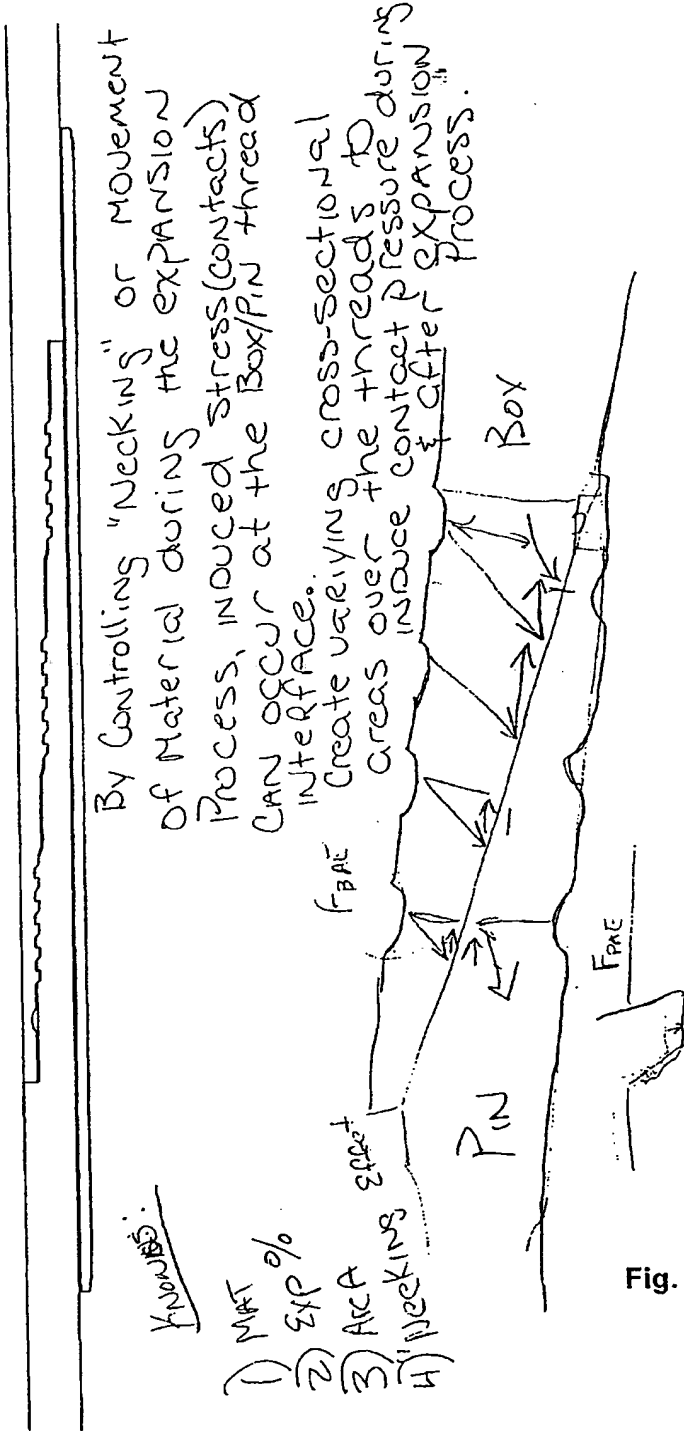 By Controlling "Necking" or Movement
of Material during the expansion
Process, induced stress (contacts)
can occur at the Box/Pin thread
interface.
Create varying cross-sectional
areas over the threads to
induce contact pressure during
& after "expansion"
process.
Knowns:
1) MAT
2) Exp %
3) Area
4) "Necking Effect
FBAE
Box
Pin
FPAE
Fig.